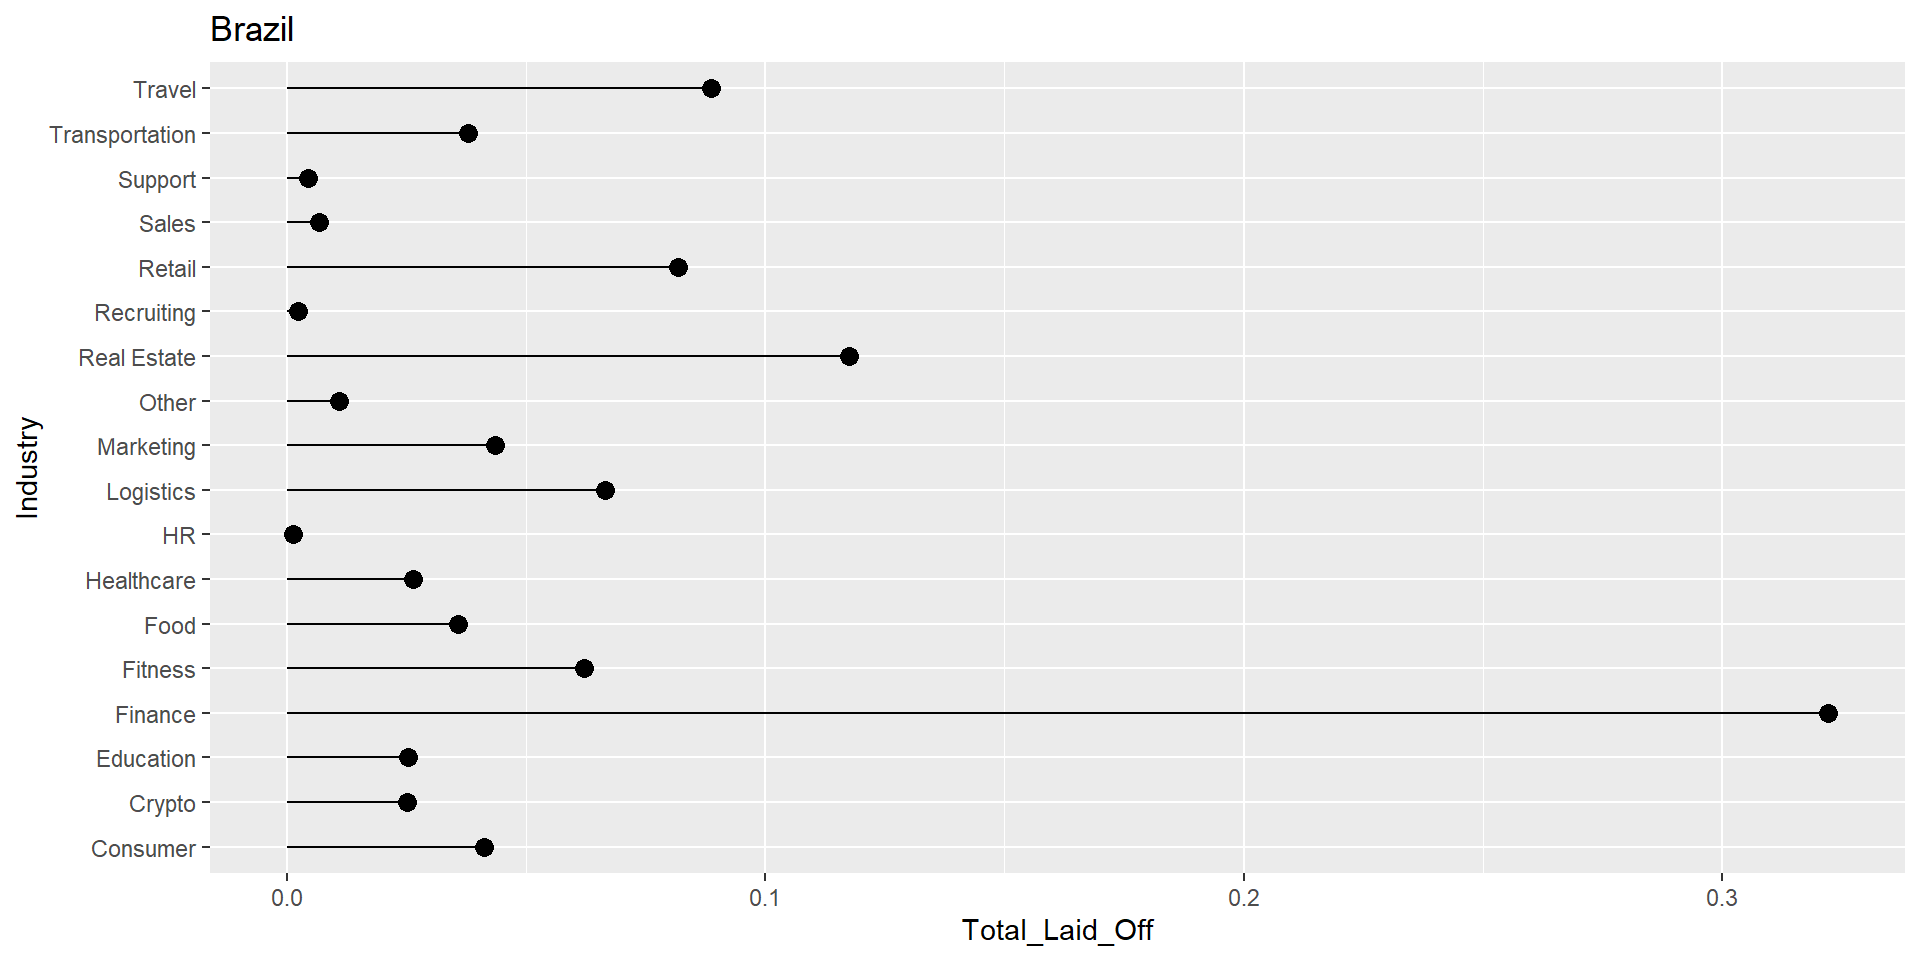 Brazil
Travel
Transportation
Support
Sales
Retail
Recruiting
Real Estate
Other
Marketing
Logistics
HR
Healthcare
Food
Fitness
Finance
Education
Crypto
Consumer
Industry
0.0 0.1 0.2 0.3
Total_Laid_Off